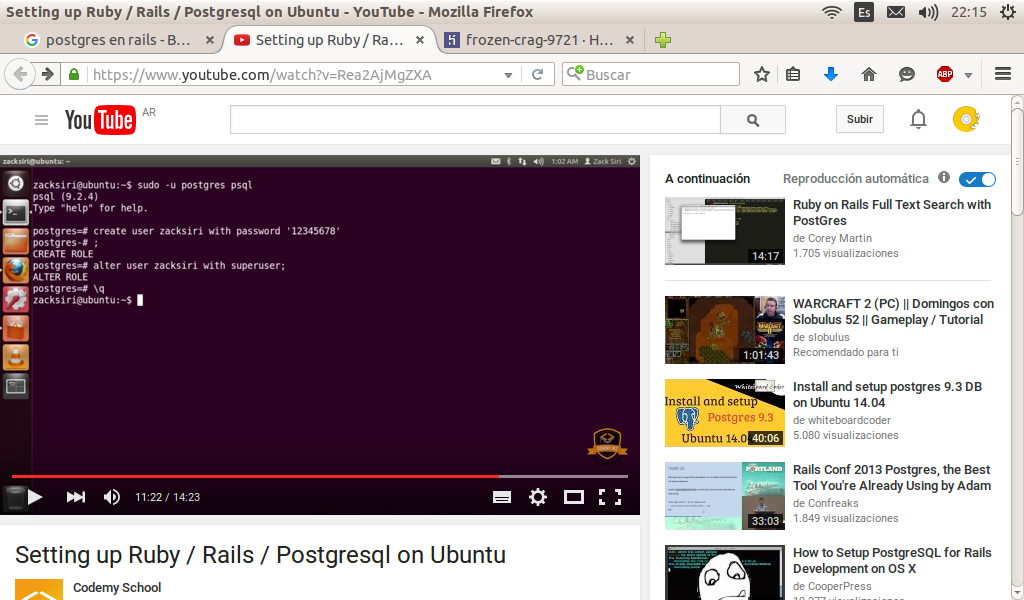 Setting up Ruby / Rails / Postgresql on Ubuntu - YouTube - Mozilla Firefox
Es
22:15
postgres en rails - B...
Setting up Ruby / Ra...
frozen-crag-9721 · H...
https://www.youtube.com/watch?v=Rea2AjMgZXA
Buscar
ABP
YouTube AR
Subir
zacksiri@ubuntu: ~
1:02 AM
Zack Siri
zacksiri@ubuntu:~$ sudo -u postgres psql
psql (9.2.4)
Type "help" for help.
postgres=# create user zacksiri with password '12345678'
postgres-# ;
CREATE ROLE
postgres=# alter user zacksiri with superuser;
ALTER ROLE
postgres=# \q
zacksiri@ubuntu:~$
11:22 / 14:23
Setting up Ruby / Rails / Postgresql on Ubuntu
Codemy School
A continuación
Reproducción automática
14:17
Ruby on Rails Full Text Search with
PostGres
de Corey Martin
1.705 visualizaciones
1:01:43
WARCRAFT 2 (PC) || Domingos con
Slobulus 52 || Gameplay / Tutorial
de slobulus
Recomendado para ti
Whiteboard Coder
Install and setup
Postgres 9.3
Ubuntu 14.0
40:06
Install and setup postgres 9.3 DB
on Ubuntu 14.04
de whiteboardcoder
5.080 visualizaciones
PORTLAND
33:03
Rails Conf 2013 Postgres, the Best
Tool You're Already Using by Adam
de Confreaks
1.849 visualizaciones
How to Setup PostgreSQL for Rails
Development on OS X
de CooperPress